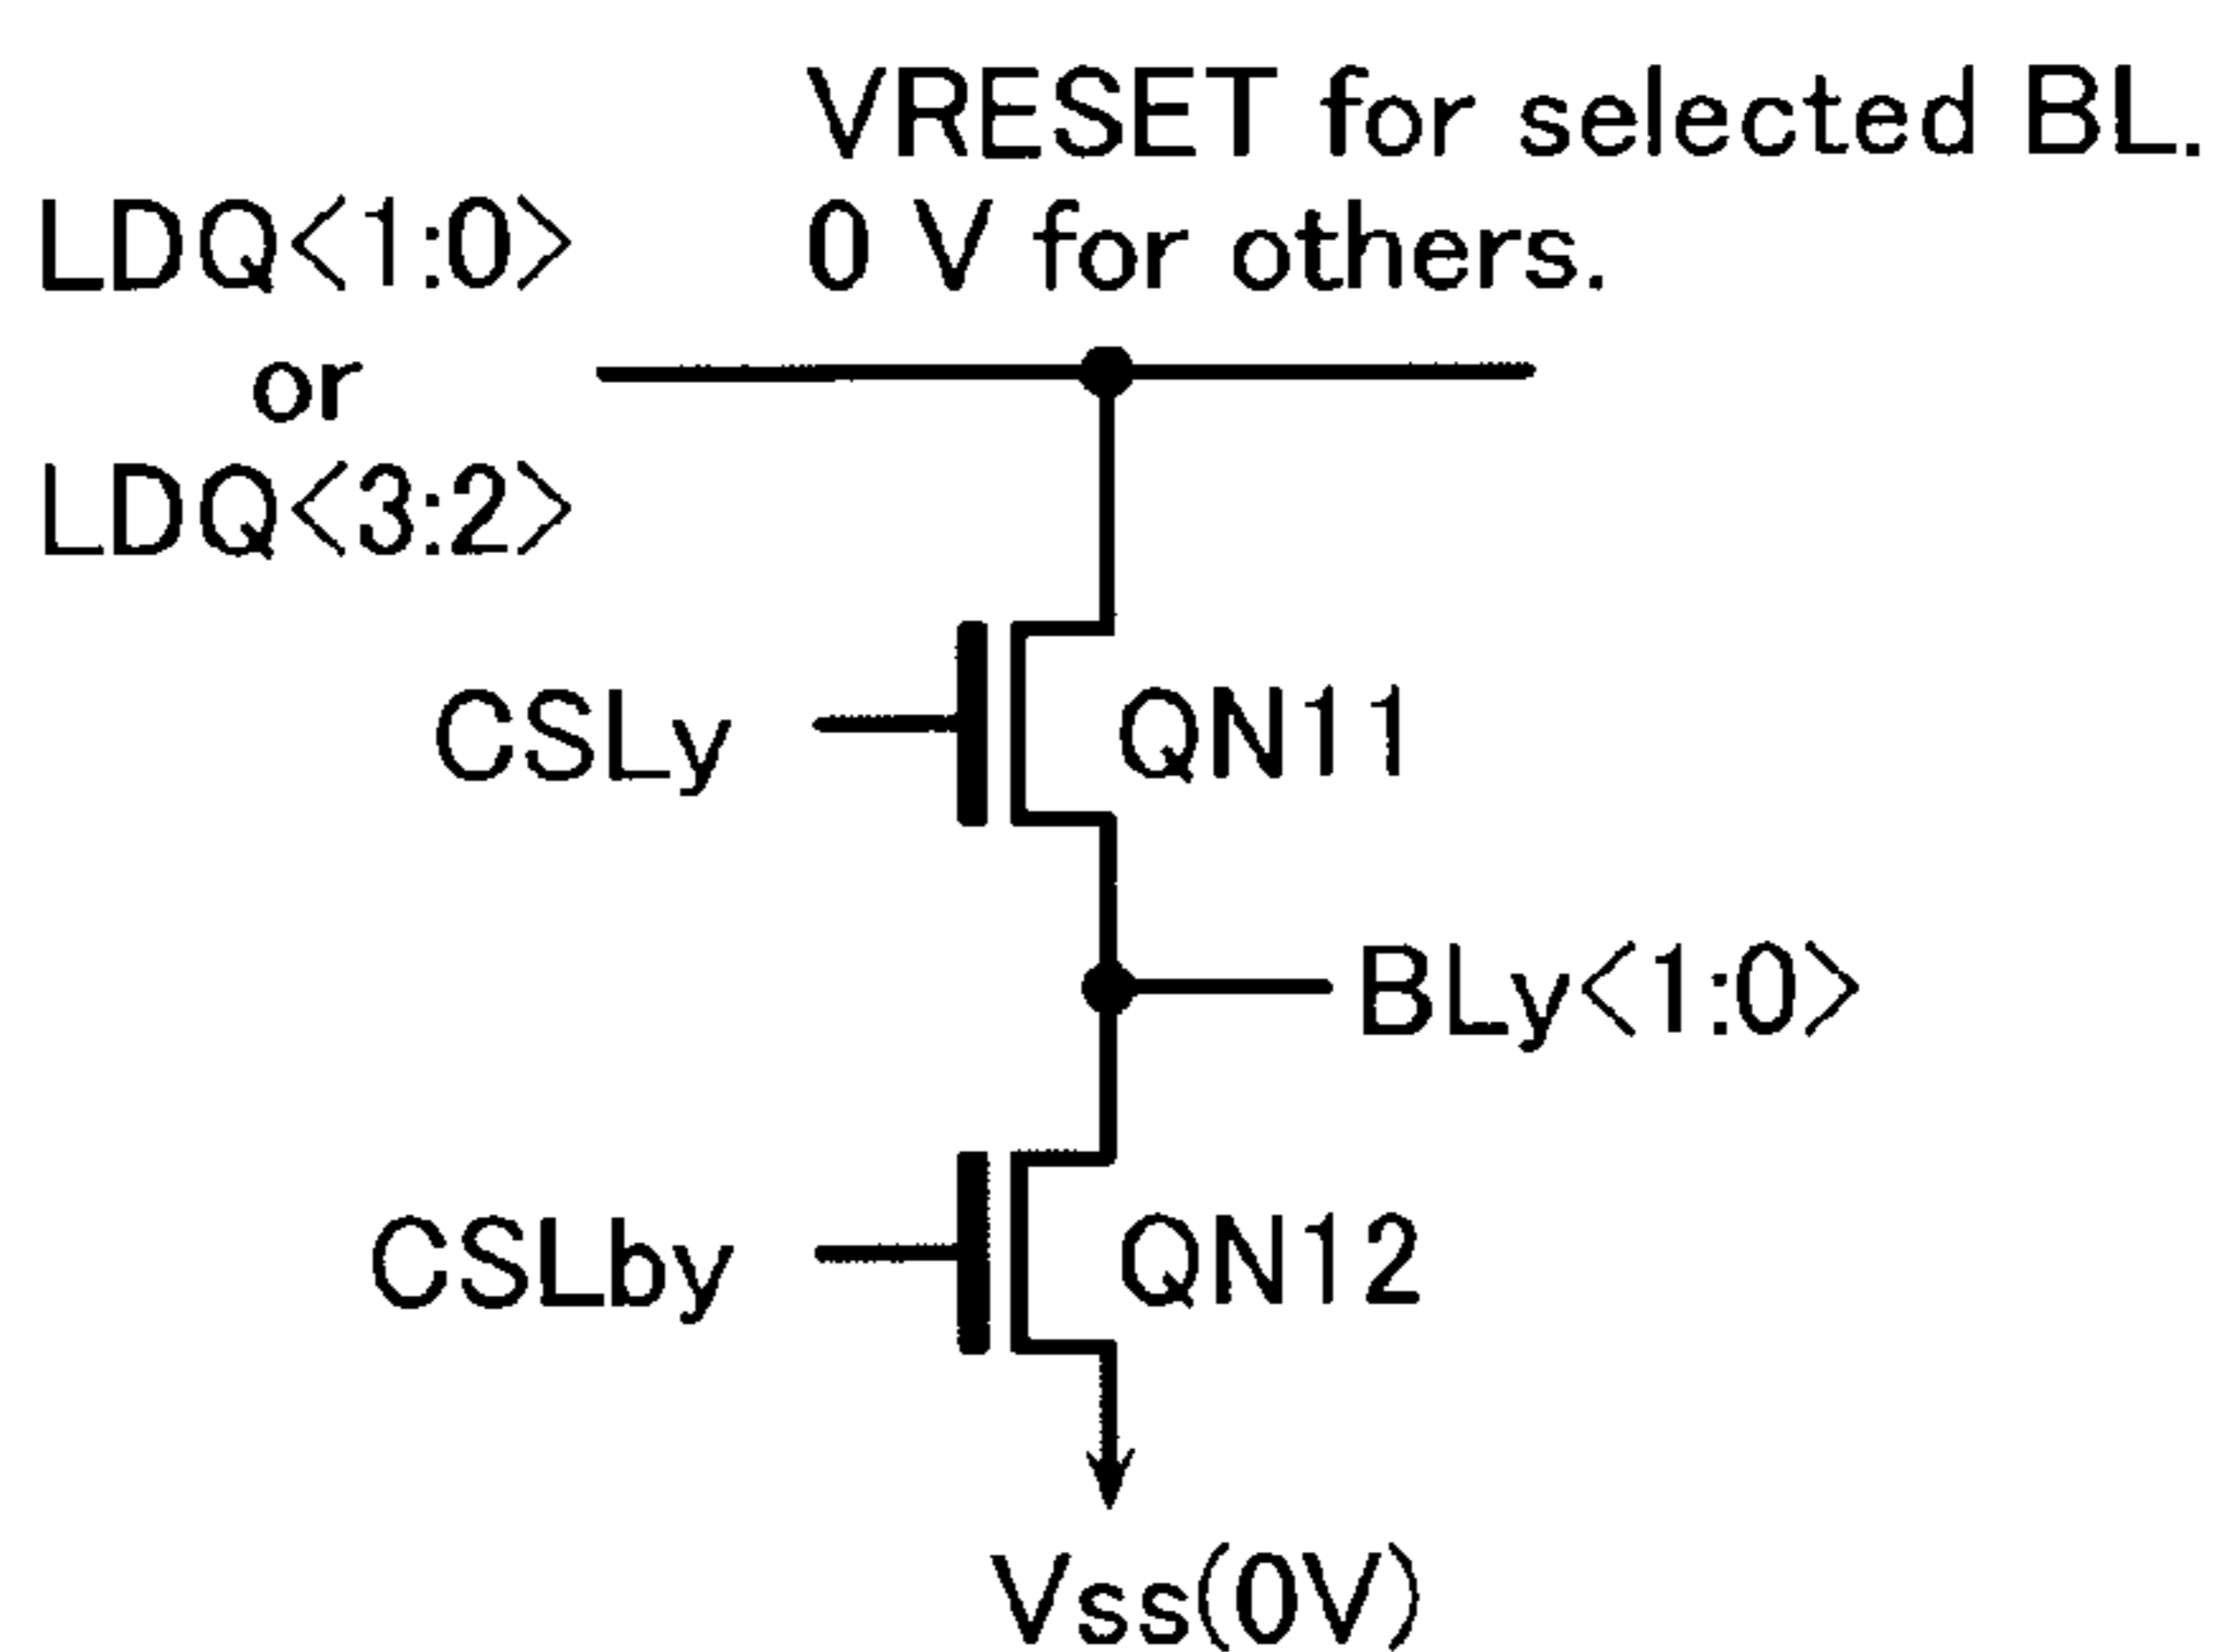 VRESET for selected BL.
LDQ<1:0>
0 V for others.
or
LDQ<3:2>
CSLy
QN11
BLy<1:0>
CSLby
QN12
Vss(0V)